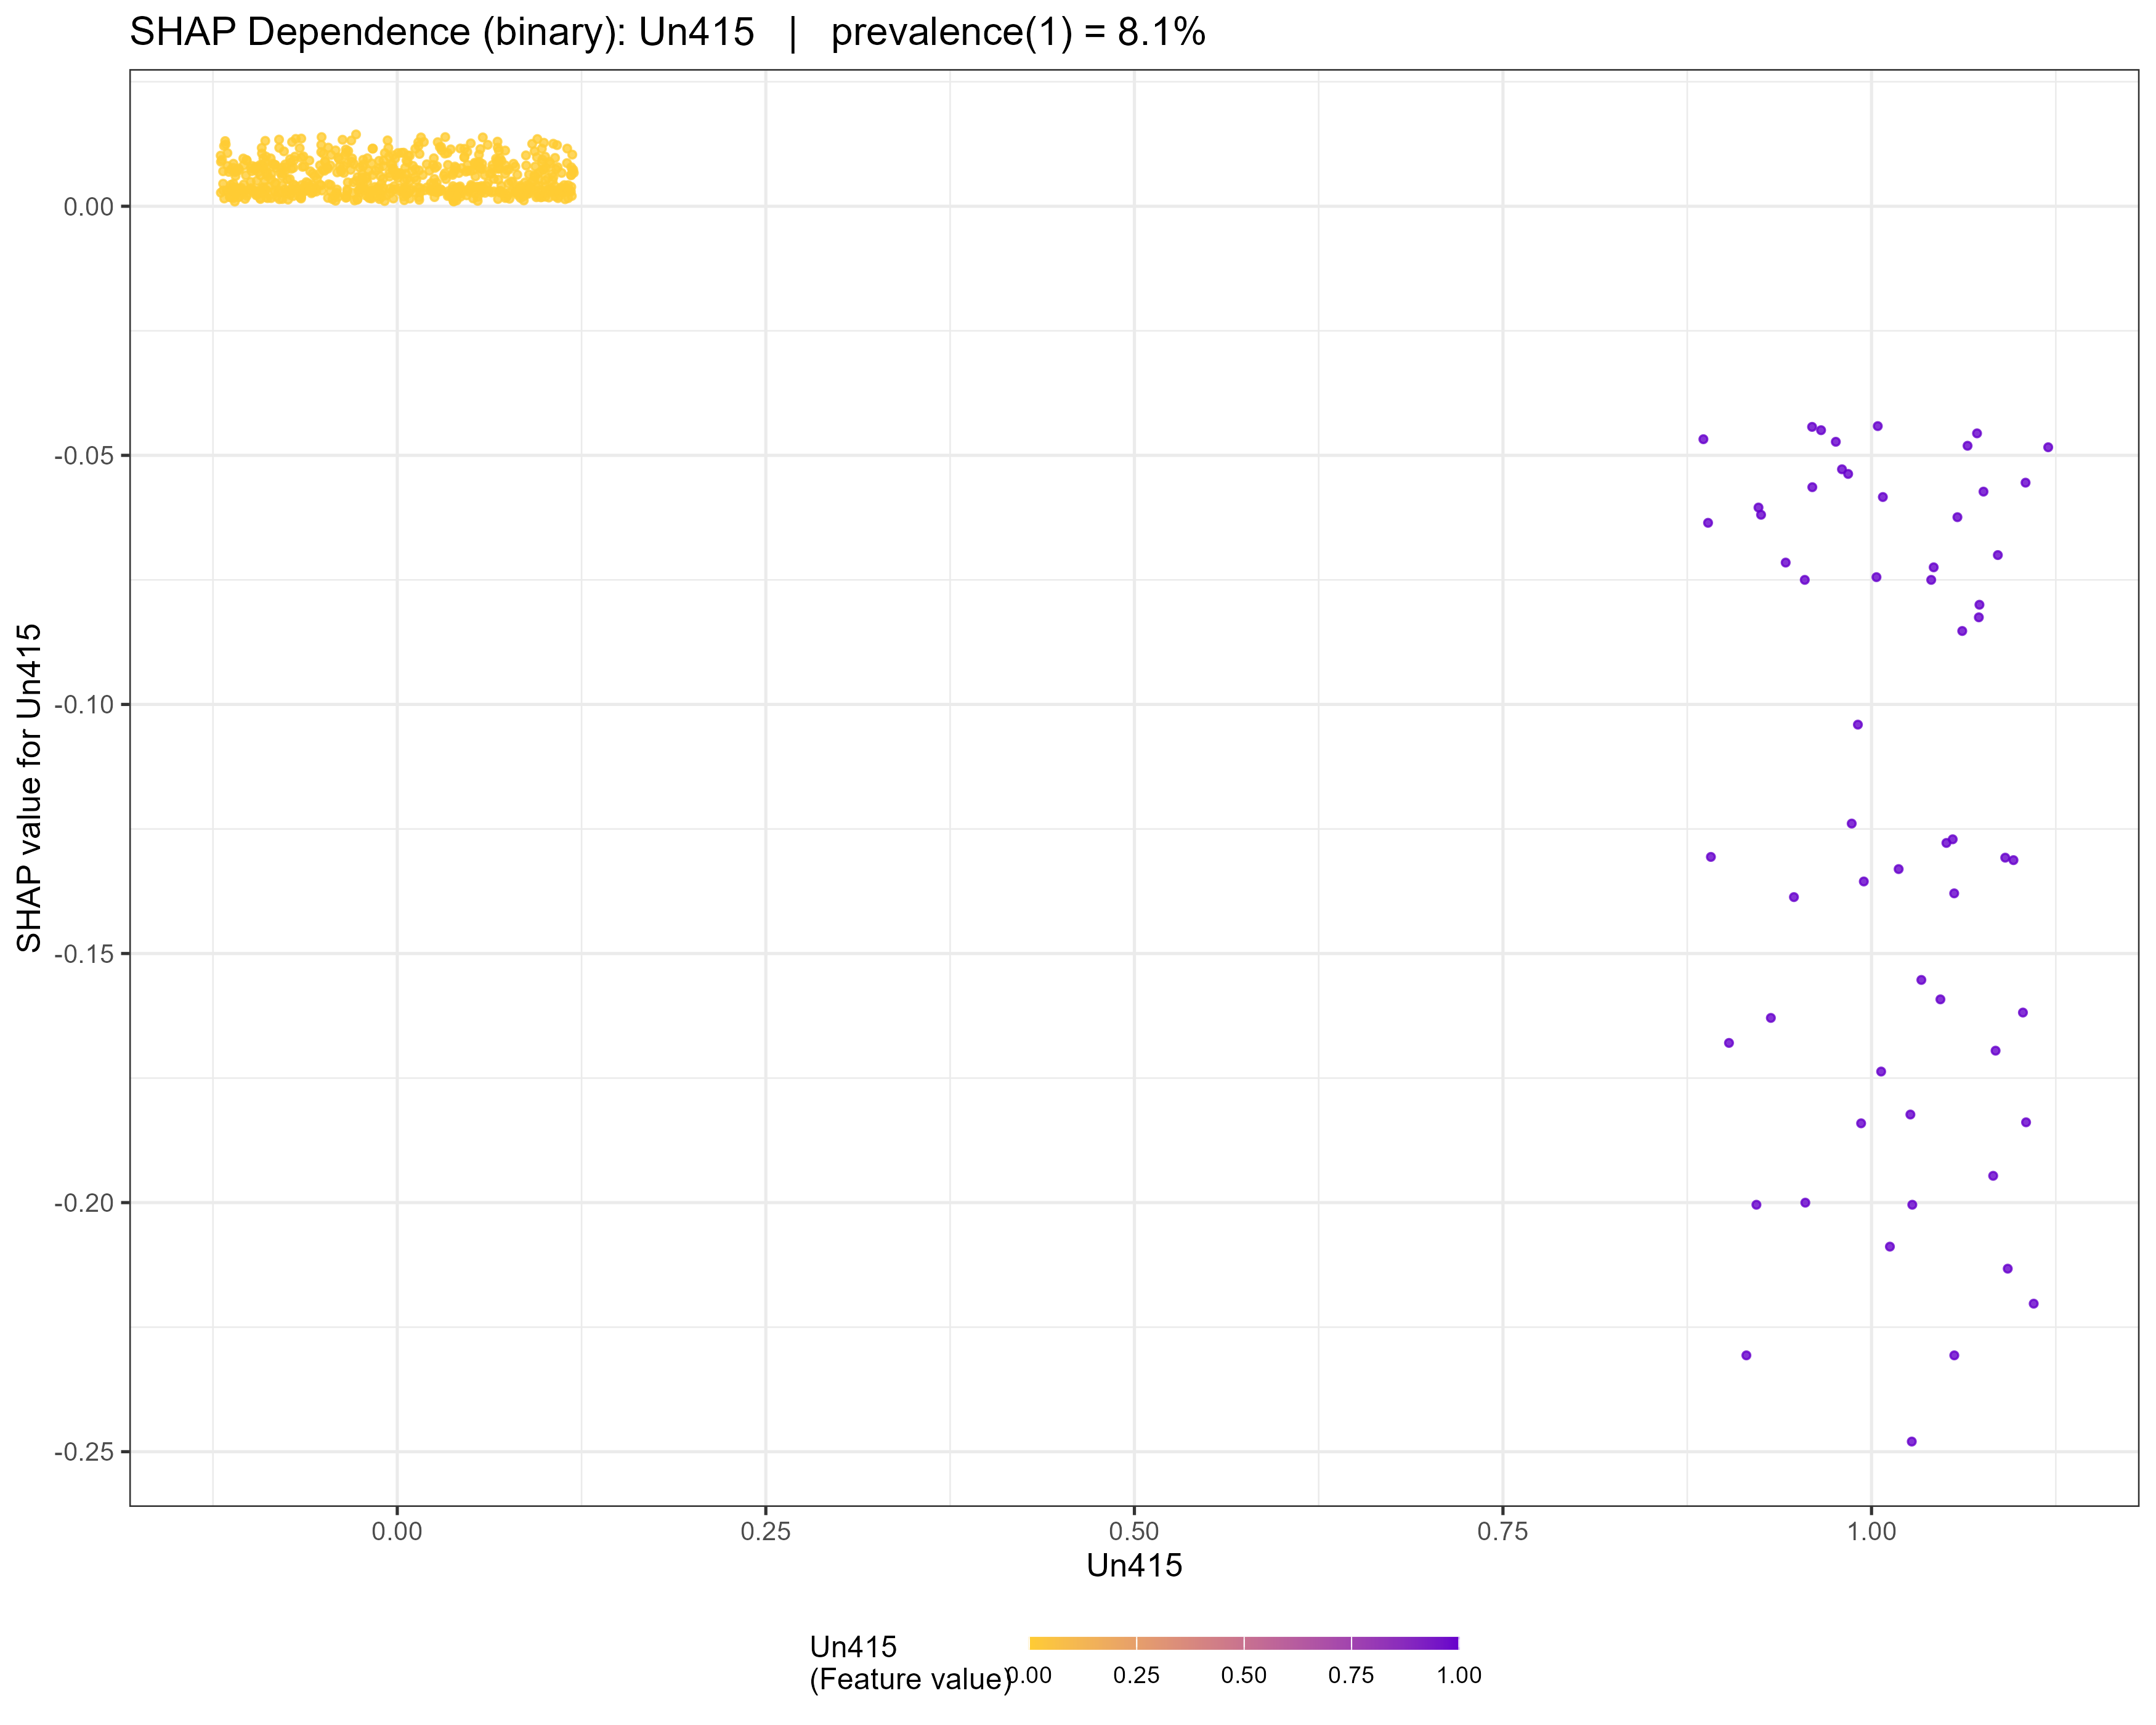 SHAP Dependence (binary): Un415   |   prevalence(1) = 8.1%
SHAP value for Un415
0.00
-0.05
-0.10
-0.15
-0.20
-0.25
0.00 0.25 0.50 0.75 1.00
Un415
Un415
(Feature value)
0.00 0.25 0.50 0.75 1.00